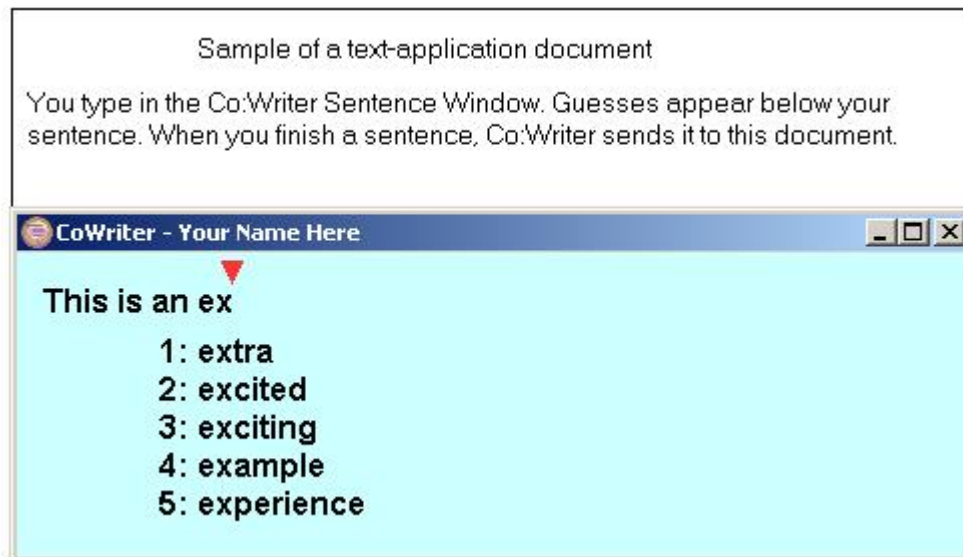 Sample of a text-application document
You type in the Co:Writer Sentence Window. Guesses appear below your
sentence. When you finish a sentence, Co:Writer sends it to this document.
CoWriter - Your Name Here
This is an ex
1: extra
2: excited
3: exciting
4: example
5: experience